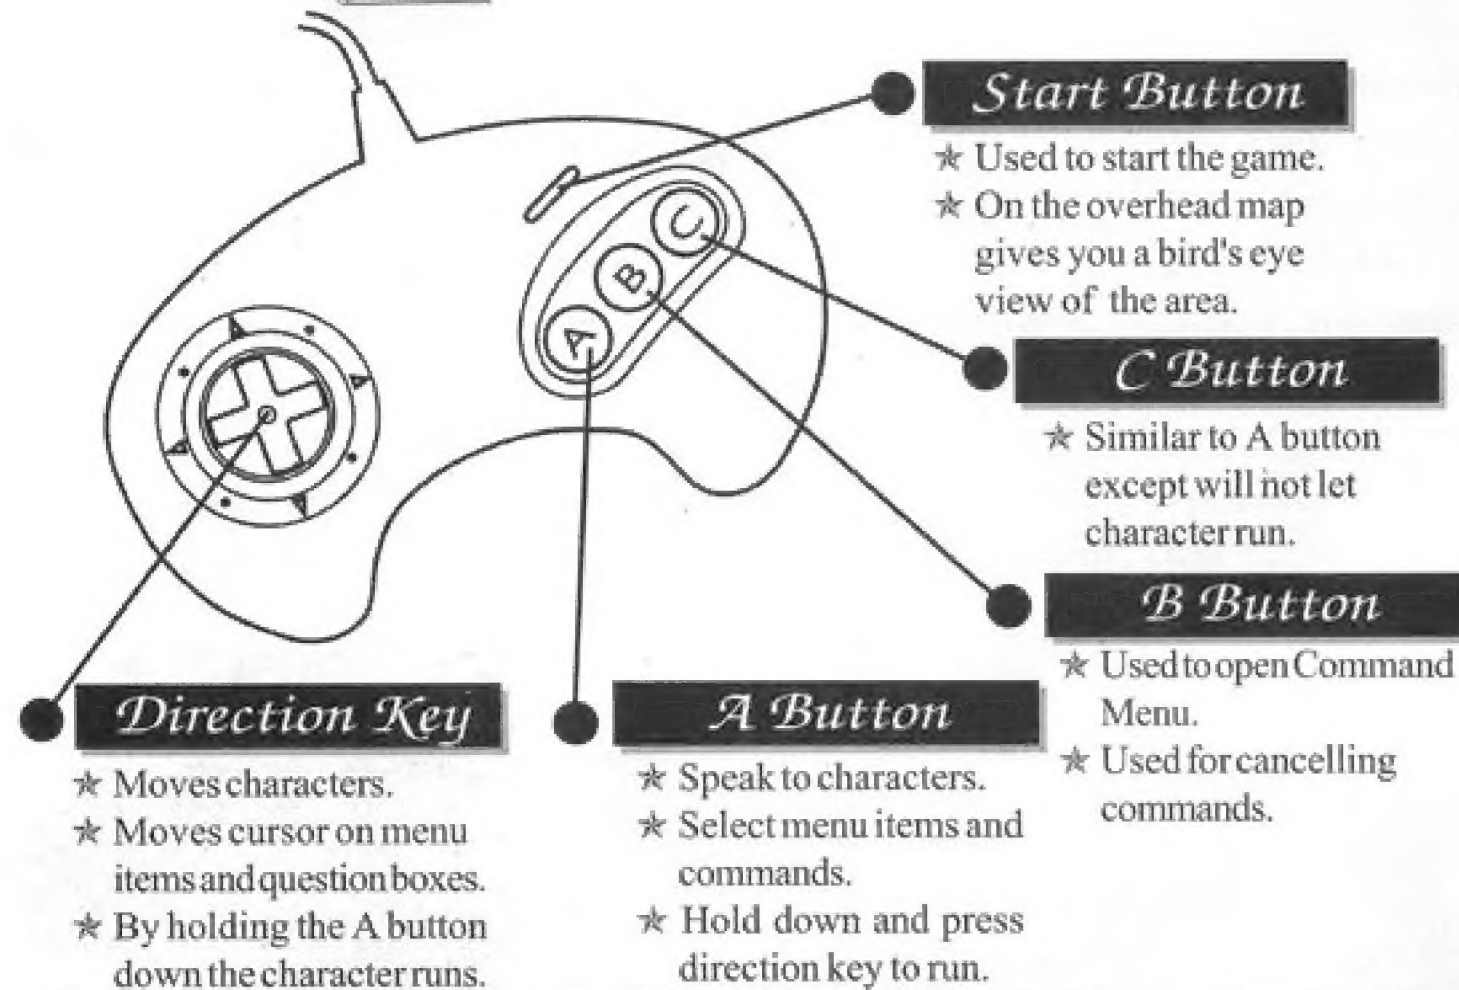 Start Button
★ Used to start the game.
★ On the overhead map
gives you a bird's eye
view of the area.
C
B
A
C Button
★ Similar to A button
except will not let
character run.
B Button
★ Used to open Command
Menu.
★ Used for cancelling
commands.
Direction Key
★ Moves characters.
★ Moves cursor on menu
items and question boxes.
★ By holding the A button
down the character runs.
A Button
★ Speak to characters.
★ Select menu items and
commands.
★ Hold down and press
direction key to run.